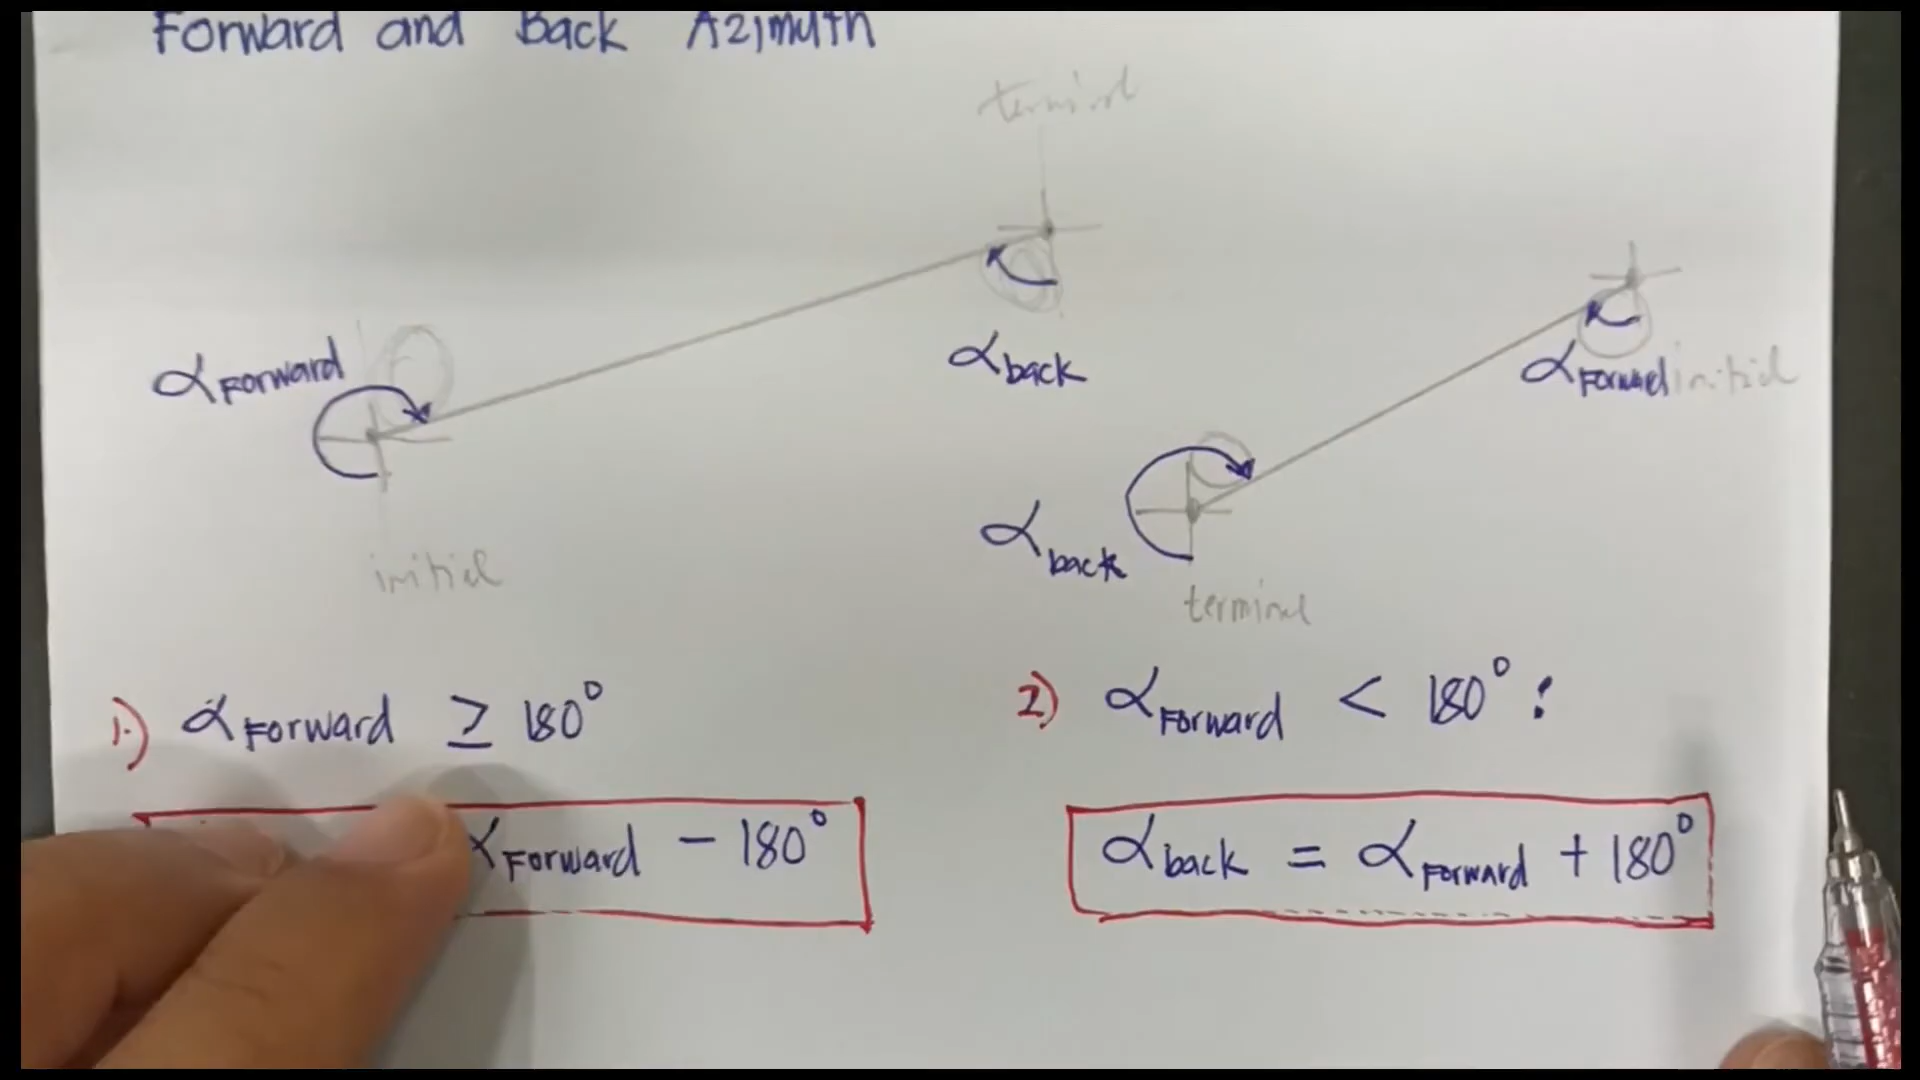 Forward and Back Azimuth
terminal
α Forward
α back
α Forward initial
α back
initial
terminal
1.) α Forward ≥ 180°
2) α Forward < 180° :
α Forward - 180°
α back = α Forward + 180°